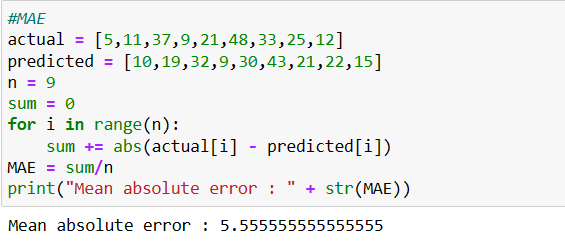 #MAE
actual = [5,11,37,9,21,48,33,25,12]
predicted = [10,19,32,9,30,43,21,22,15]
n = 9
sum = 0
for i in range(n):
    sum += abs(actual[i] - predicted[i])
MAE = sum/n
print("Mean absolute error : " + str(MAE))
Mean absolute error : 5.555555555555555